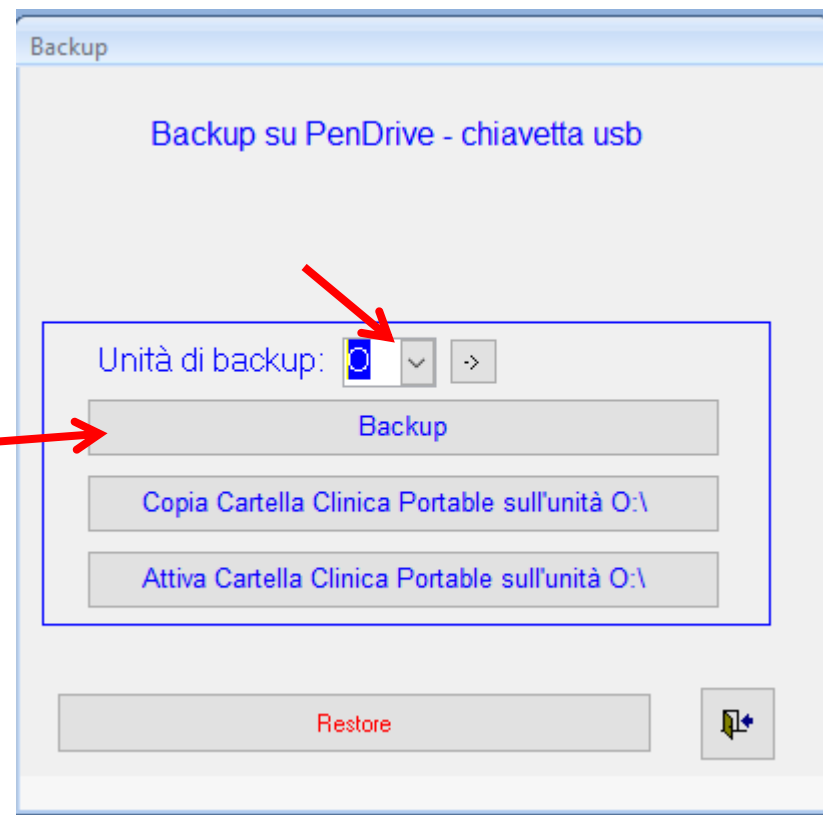 Backup
Backup su PenDrive - chiavetta usb
Unità di backup: O ->
Backup
Copia Cartella Clinica Portable sull'unità O:\
Attiva Cartella Clinica Portable sull'unità O:\
Restore